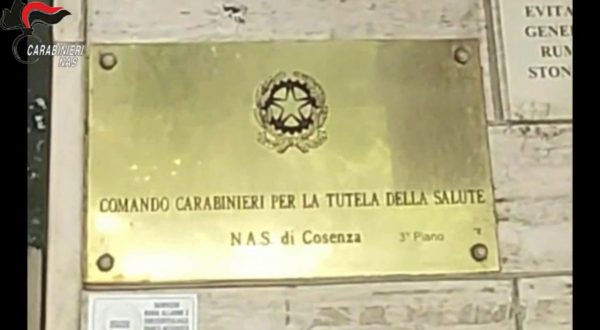 CARABINIERI
NAS
EVITA
GENE
RUM
STON
COMANDO CARABINIERI PER LA TUTELA DELLA SALUTE
N.A.S. di Cosenza 3° Piano